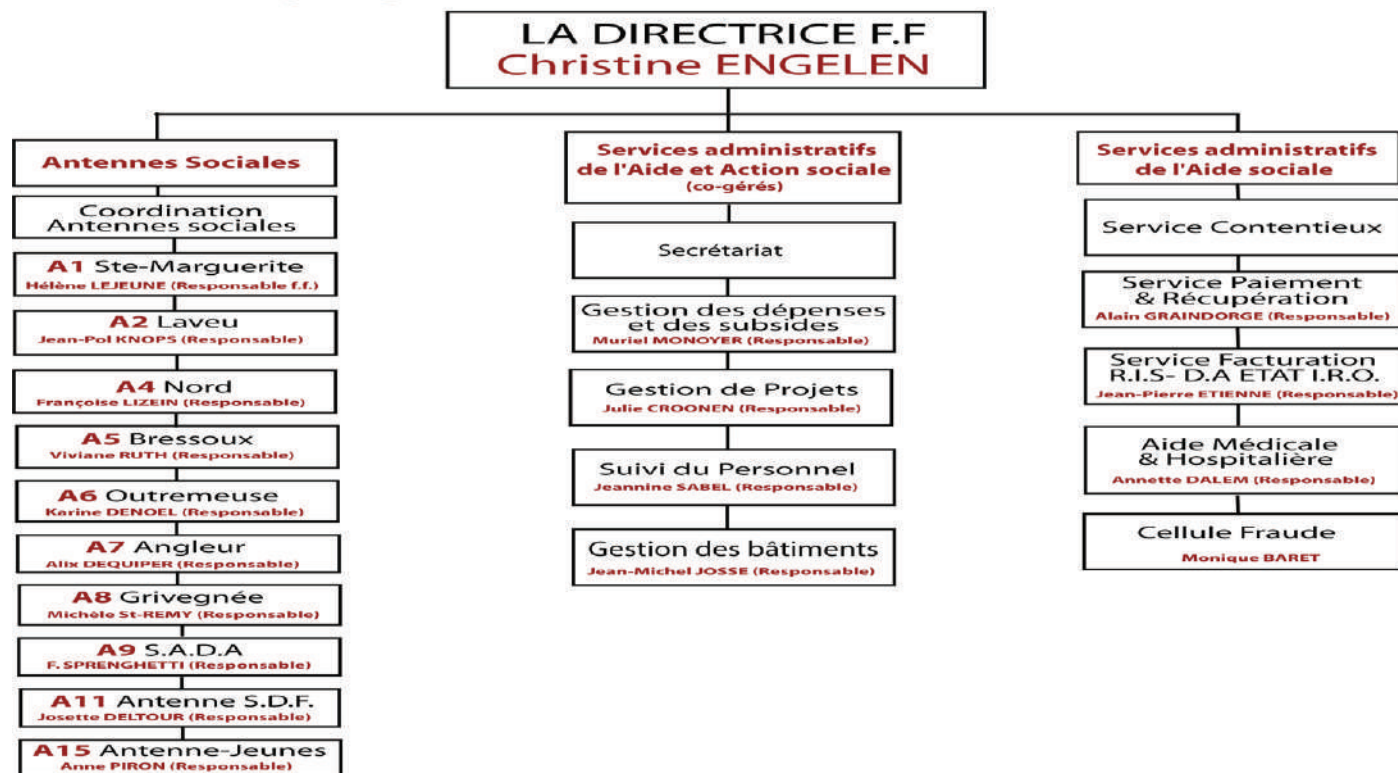 LA DIRECTRICE F.F
Christine ENGELEN
Antennes Sociales
Coordination
Antennes sociales
A1 Ste-Marguerite
Hélène LEJEUNE (Responsable f.f.)
A2 Laveu
Jean-Pol KNOPS (Responsable)
A4 Nord
Françoise LIZEIN (Responsable)
A5 Bressoux
Viviane RUTH (Responsable)
A6 Outremeuse
Karine DENOEL (Responsable)
A7 Angleur
Alix DEQUIPER (Responsable)
A8 Grivegnée
Michèle St-REMY (Responsable)
A9 S.A.D.A
F. SPRENGHETTI (Responsable)
A11 Antenne S.D.F.
Josette DELTOUR (Responsable)
A15 Antenne-Jeunes
Anne PIRON (Responsable)
Services administratifs
de l'Aide et Action sociale
(co-gérés)
Secrétariat
Gestion des dépenses
et des subsides
Muriel MONOYER (Responsable)
Gestion de Projets
Julie CROONEN (Responsable)
Suivi du Personnel
Jeannine SABEL (Responsable)
Gestion des bâtiments
Jean-Michel JOSSE (Responsable)
Services administratifs
de l'Aide sociale
Service Contentieux
Service Paiement
& Récupération
Alain GRAINDORGE (Responsable)
Service Facturation
R.I.S- D.A ETAT I.R.O.
Jean-Pierre ETIENNE (Responsable)
Aide Médicale
& Hospitalière
Annette DALEM (Responsable)
Cellule Fraude
Monique BARET